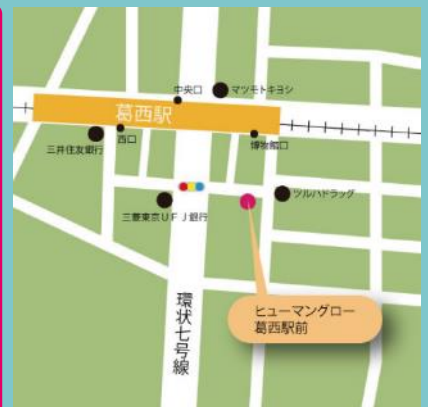 中央口
マツモトキヨシ
葛西駅
三井住友銀行
西口
博物館口
三菱東京UFJ銀行
ツルハドラッグ
環状七号線
ヒューマングロー
葛西駅前